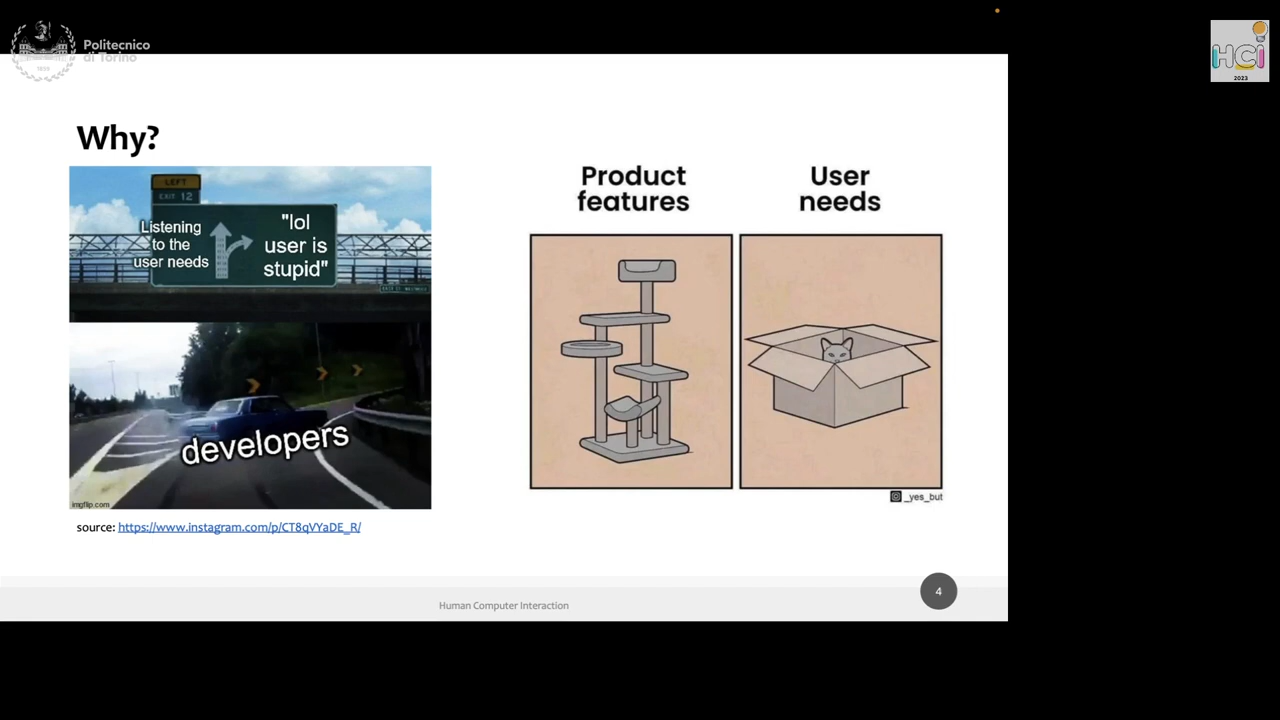 Politecnico
di Torino
1859
HCI
2023
Why?
LEFT
EXIT 12
Listening
to the
user needs
"lol
user is
stupid"
developers
imgflip.com
source: https://www.instagram.com/p/CT8qVYaDE_R/
Product
features
User
needs
_yes_but
Human Computer Interaction
4